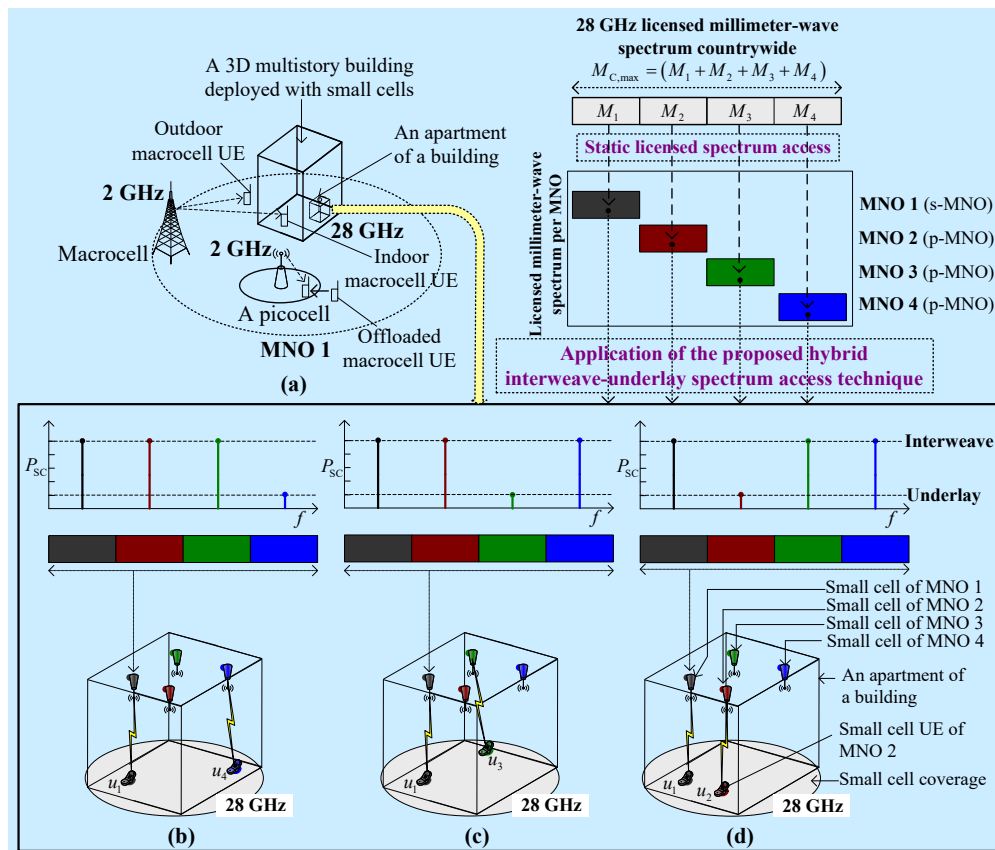 A 3D multistory building
deployed with small cells
Outdoor
macrocell UE
An apartment
of a building
2 GHz
28 GHz
2 GHz
Macrocell
Indoor
macrocell UE
A picocell
Offloaded
macrocell UE
MNO 1
(a)
28 GHz licensed millimeter-wave
spectrum countrywide
M_C,max = (M_1 + M_2 + M_3 + M_4)
M_1 M_2 M_3 M_4
Static licensed spectrum access
Licensed millimeter-wave
spectrum per MNO
MNO 1 (s-MNO)
MNO 2 (p-MNO)
MNO 3 (p-MNO)
MNO 4 (p-MNO)
Application of the proposed hybrid
interweave-underlay spectrum access technique
P_SC
f
P_SC
f
P_SC
f
Interweave
Underlay
Small cell of MNO 1
Small cell of MNO 2
Small cell of MNO 3
Small cell of MNO 4
An apartment of
a building
Small cell UE of
MNO 2
Small cell coverage
u_1
u_4
28 GHz
(b)
u_1
u_3
28 GHz
(c)
u_1
u_2
28 GHz
(d)